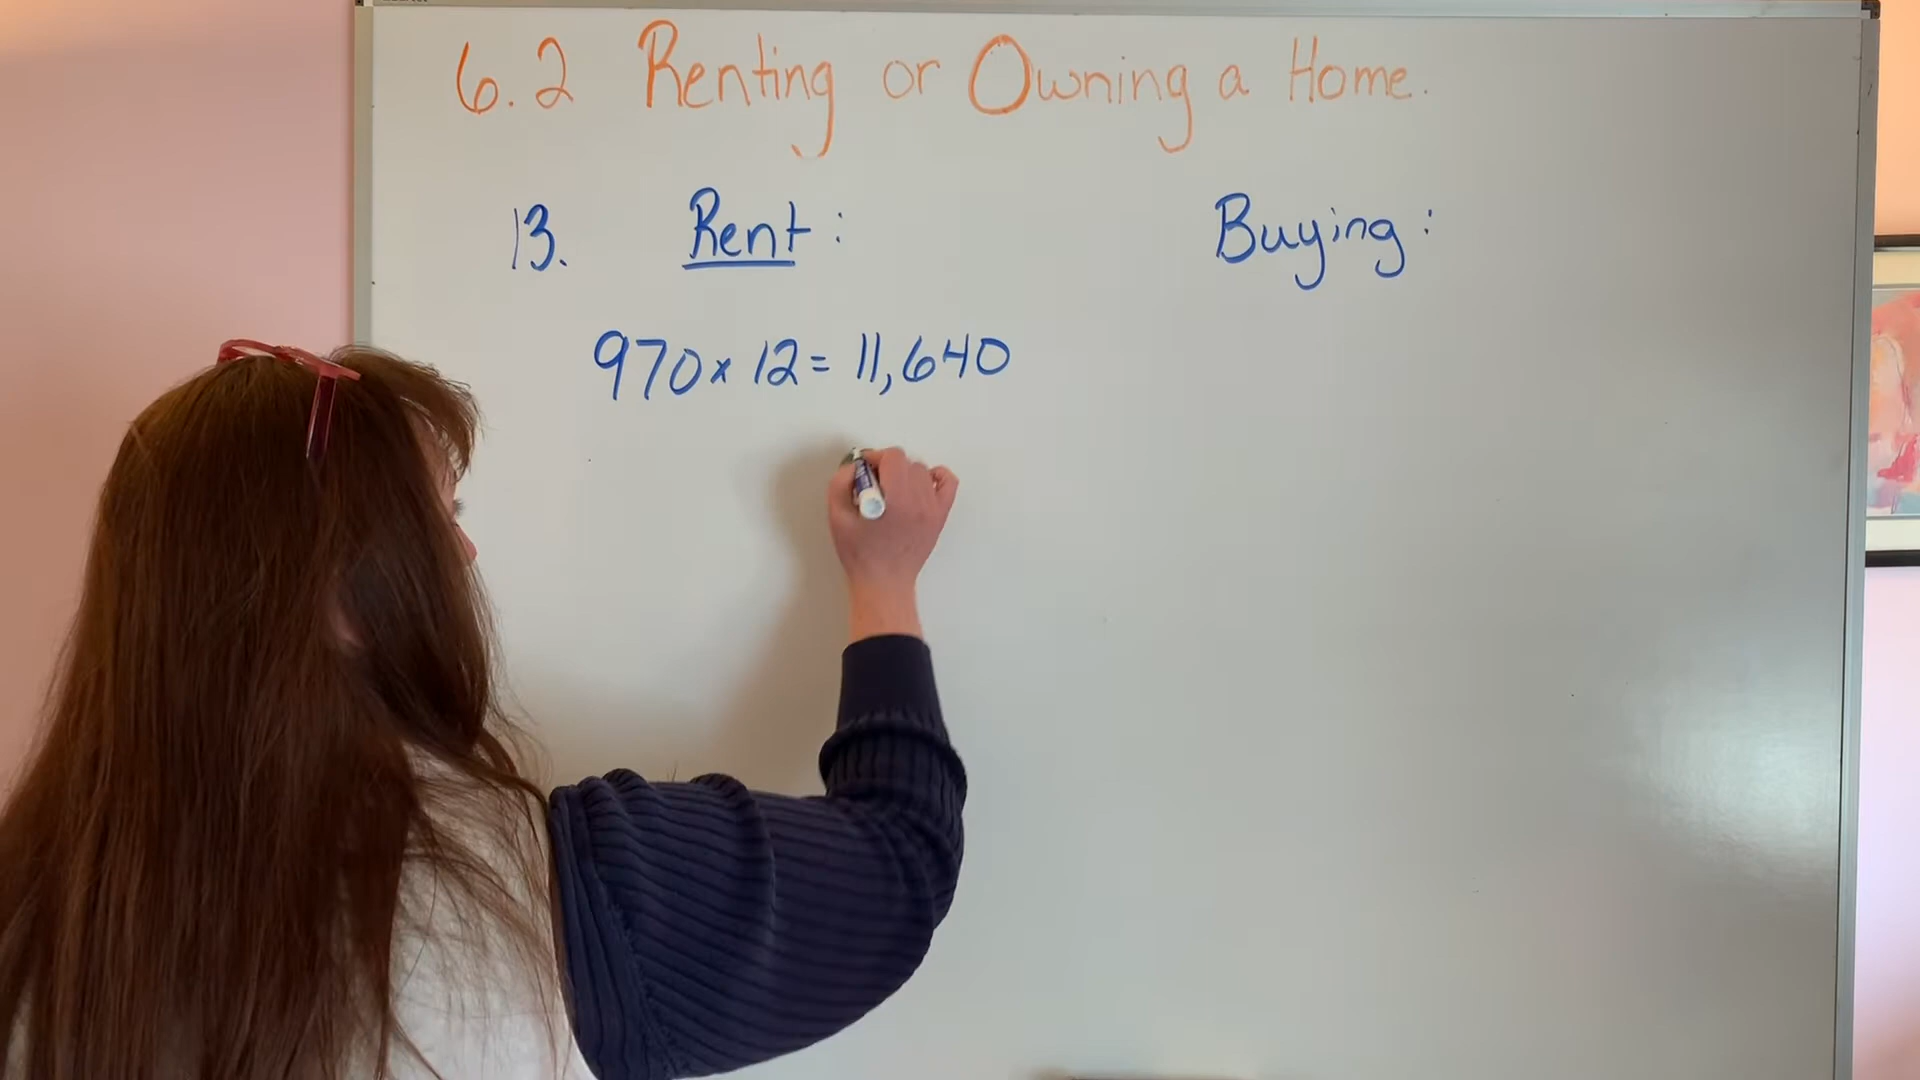 6.2 Renting or Owning a Home.
13. Rent: Buying:
970 x 12 = 11,640